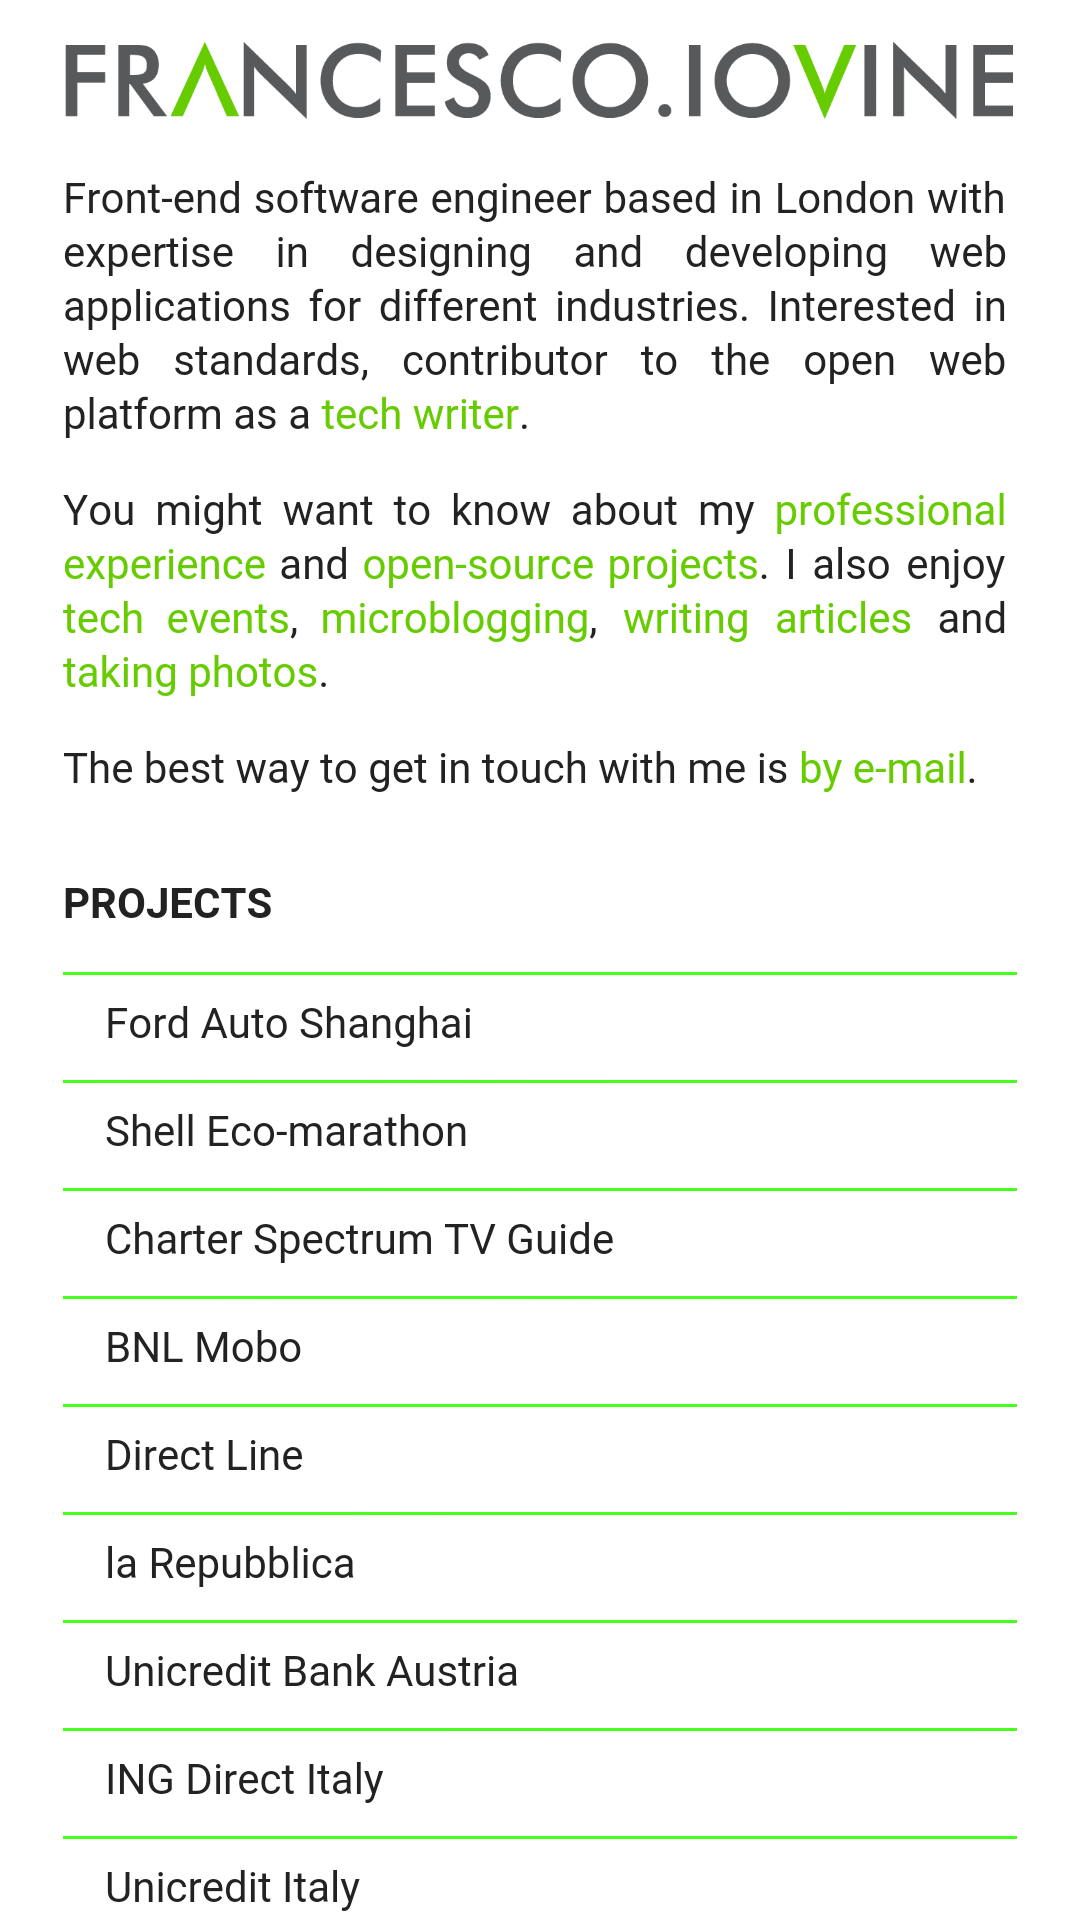 FRANCESCO.IOVINE
Front-end software engineer based in London with
expertise in designing and developing web
applications for different industries. Interested in
web standards, contributor to the open web
platform as a tech writer.
You might want to know about my professional
experience and open-source projects. I also enjoy
tech events, microblogging, writing articles and
taking photos.
The best way to get in touch with me is by e-mail.
PROJECTS
Ford Auto Shanghai
Shell Eco-marathon
Charter Spectrum TV Guide
BNL Mobo
Direct Line
la Repubblica
Unicredit Bank Austria
ING Direct Italy
Unicredit Italy